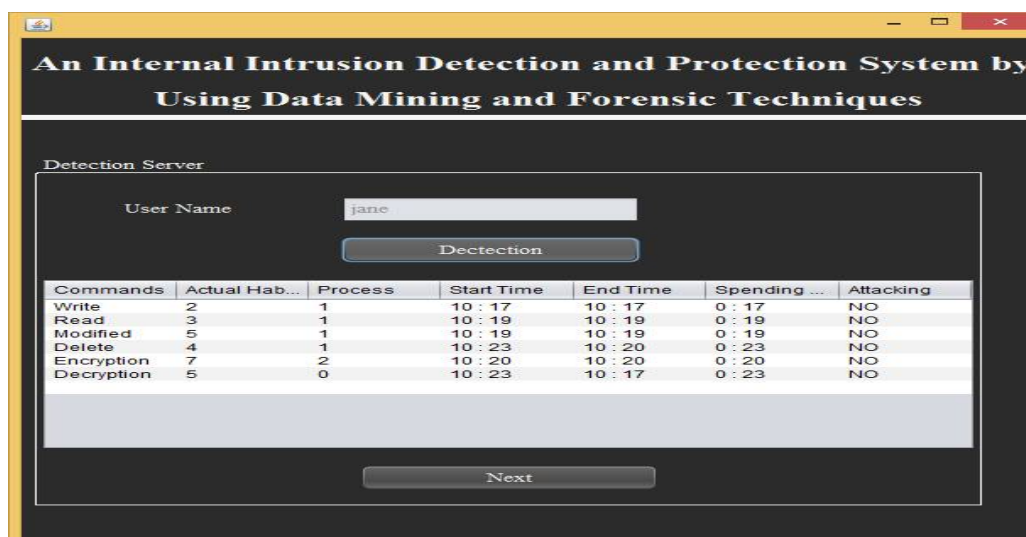 An Internal Intrusion Detection and Protection System by
Using Data Mining and Forensic Techniques
Detection Server
User Name jane
Dectection
Commands Actual Hab... Process Start Time End Time Spending ... Attacking
Write 2 1 10 : 17 10 : 17 0 : 17 NO
Read 3 1 10 : 19 10 : 19 0 : 19 NO
Modified 5 1 10 : 19 10 : 19 0 : 19 NO
Delete 4 1 10 : 23 10 : 20 0 : 23 NO
Encryption 7 2 10 : 20 10 : 20 0 : 20 NO
Decryption 5 0 10 : 23 10 : 17 0 : 23 NO
Next